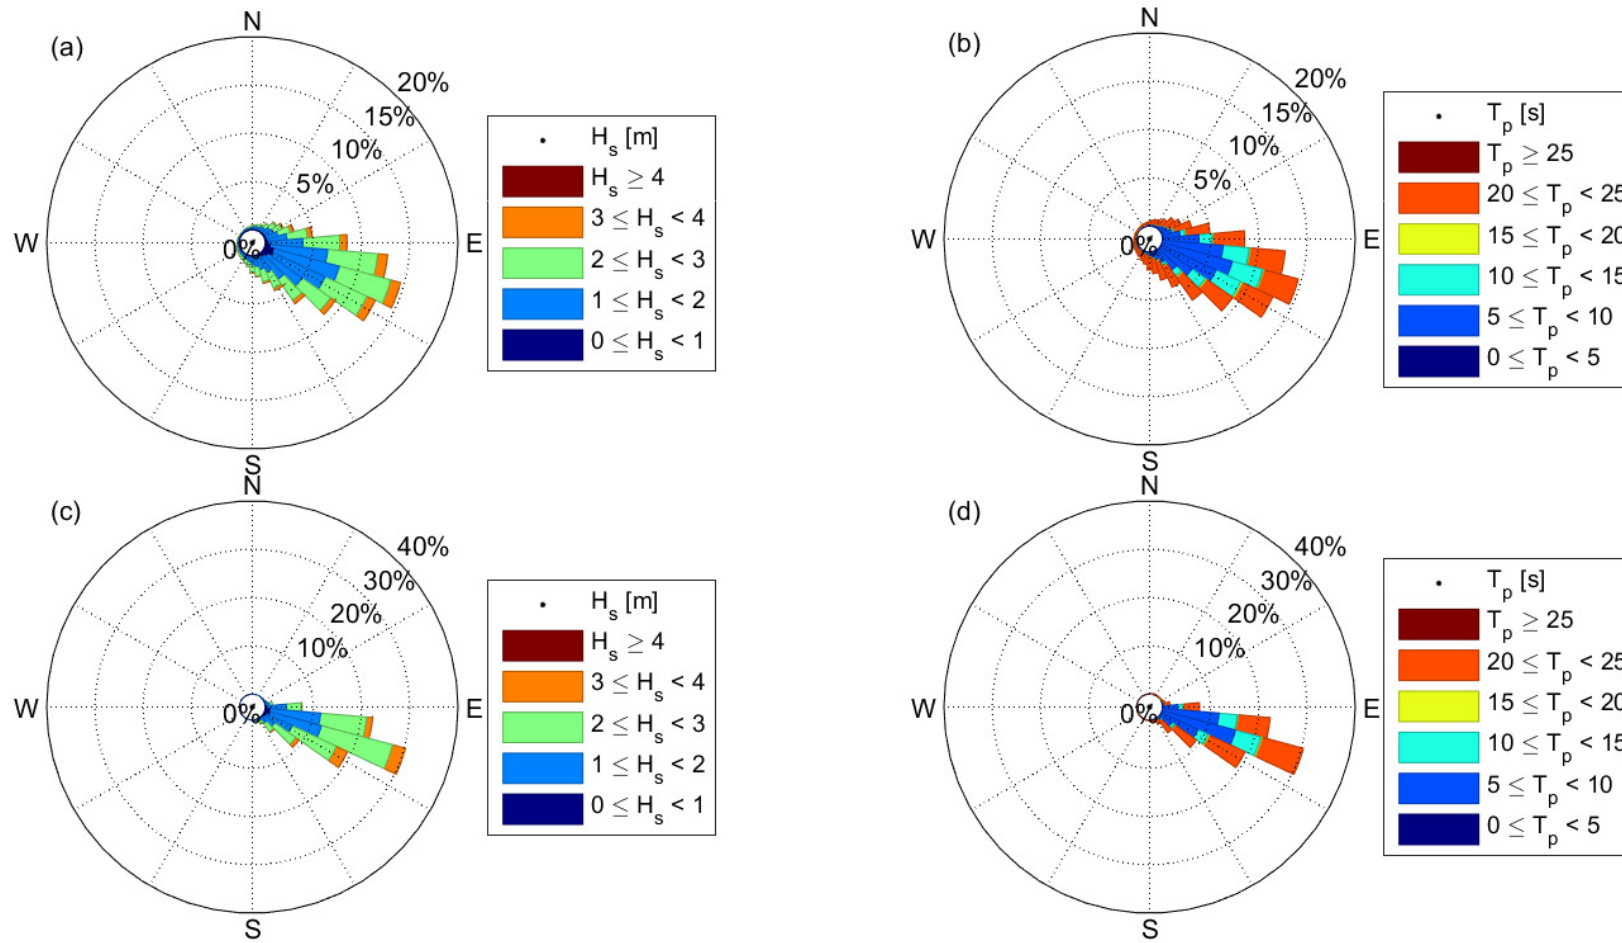 (a)
N
20%
15%
10%
5%
0%
W
E
S
H_s [m]
H_s ≥ 4
3 ≤ H_s < 4
2 ≤ H_s < 3
1 ≤ H_s < 2
0 ≤ H_s < 1
(b)
N
20%
15%
10%
5%
0%
W
E
S
T_p [s]
T_p ≥ 25
20 ≤ T_p < 25
15 ≤ T_p < 20
10 ≤ T_p < 15
5 ≤ T_p < 10
0 ≤ T_p < 5
(c)
N
40%
30%
20%
10%
0%
W
E
S
H_s [m]
H_s ≥ 4
3 ≤ H_s < 4
2 ≤ H_s < 3
1 ≤ H_s < 2
0 ≤ H_s < 1
(d)
N
40%
30%
20%
10%
0%
W
E
S
T_p [s]
T_p ≥ 25
20 ≤ T_p < 25
15 ≤ T_p < 20
10 ≤ T_p < 15
5 ≤ T_p < 10
0 ≤ T_p < 5